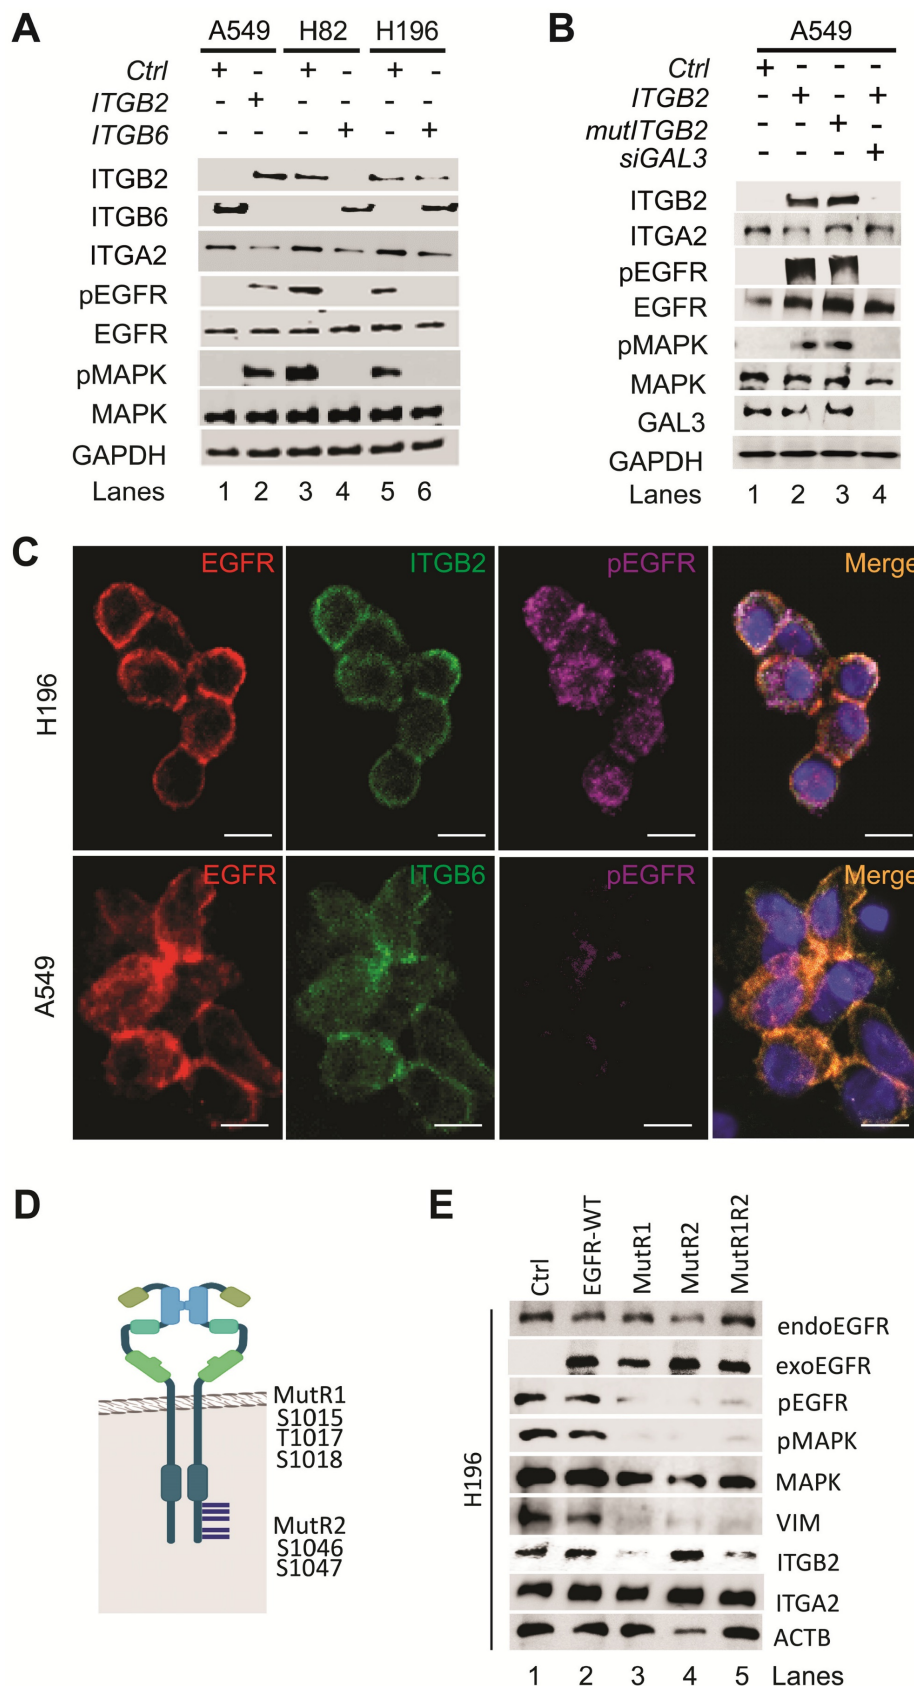 A
A549 H82 H196
Ctrl + - + - + -
ITGB2 - + - - - -
ITGB6 - - - + - +
ITGB2
ITGB6
ITGA2
pEGFR
EGFR
pMAPK
MAPK
GAPDH
Lanes 1 2 3 4 5 6
B
A549
Ctrl + - - -
ITGB2 - + - +
mutITGB2 - - + -
siGAL3 - - - +
ITGB2
ITGA2
pEGFR
EGFR
pMAPK
MAPK
GAL3
GAPDH
Lanes 1 2 3 4
C
EGFR ITGB2 pEGFR Merge
H196
EGFR ITGB6 pEGFR Merge
A549
D
MutR1
S1015
T1017
S1018
MutR2
S1046
S1047
E
Ctrl EGFR-WT MutR1 MutR2 MutR1R2
H196
endoEGFR
exoEGFR
pEGFR
pMAPK
MAPK
VIM
ITGB2
ITGA2
ACTB
1 2 3 4 5 Lanes